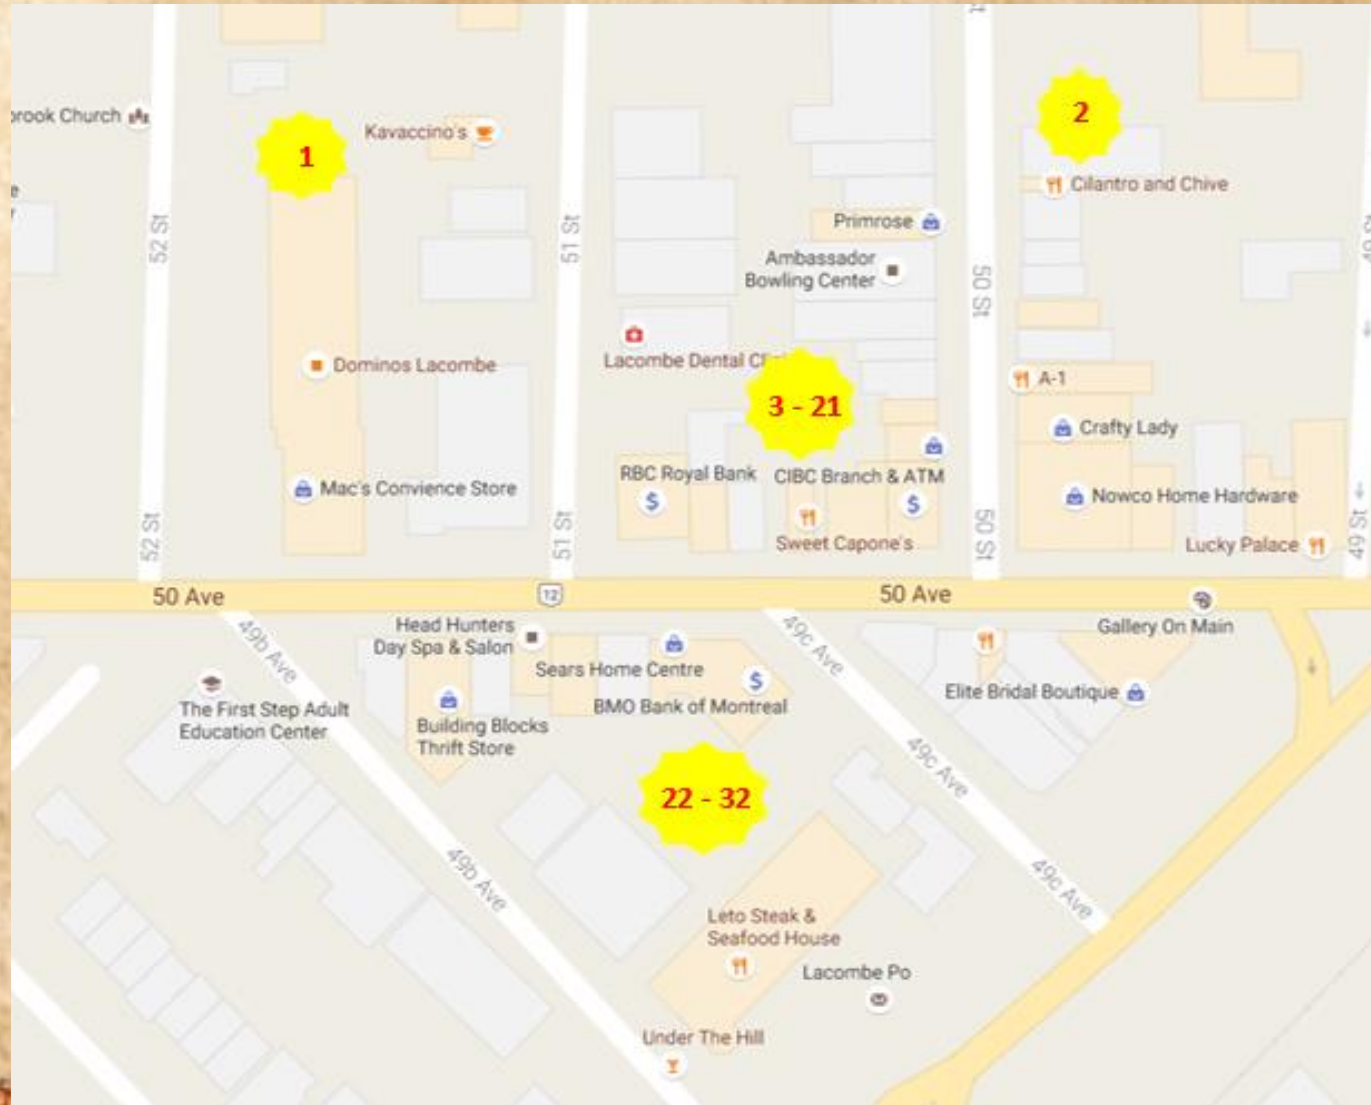 brook Church
1
Kavaccino's
2
Cilantro and Chive
52 St
51 St
Primrose
Ambassador
Bowling Center
50 St
49 St
Lacombe Dental Cli
Dominos Lacombe
3 - 21
A-1
Crafty Lady
RBC Royal Bank
CIBC Branch & ATM
Mac's Convience Store
Nowco Home Hardware
52 St
51 St
Sweet Capone's
50 St
Lucky Palace
49 St
50 Ave
12
50 Ave
49b Ave
Head Hunters
Day Spa & Salon
49c Ave
Gallery On Main
Sears Home Centre
Elite Bridal Boutique
The First Step Adult
Education Center
BMO Bank of Montreal
Building Blocks
Thrift Store
49c Ave
22 - 32
49b Ave
49c Ave
Leto Steak &
Seafood House
Lacombe Po
Under The Hill